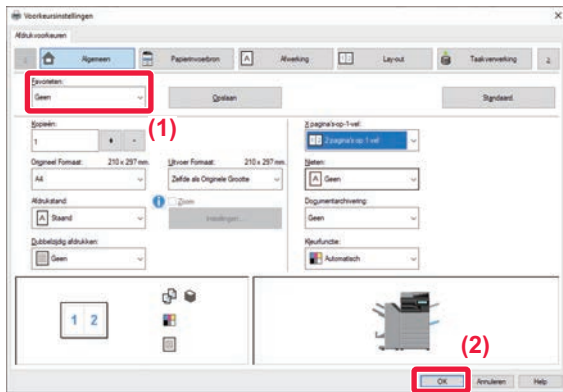 Voorkeursinstellingen
Afdrukvoorkeuren
Algemeen
Papierinvoerbron
Afwerking
Lay-out
Taakverwerking
Favorieten:
Geen
Opslaan
Standaard
(1)
Kopieën:
1
+ -
X pagina's-op-1-vel:
2 pagina's op 1 vel
Origineel Formaat: 210 x 297 mm.
A4
Uitvoer Formaat: 210 x 297 mm.
Zelfde als Originele Grootte
Nieten:
Geen
Afdrukstand:
Staand
Zoom
Instellingen...
Documentarchivering:
Geen
Dubbelzijdig afdrukken:
Geen
Kleurfunctie:
Automatisch
1 2
(2)
OK
Annuleren
Help